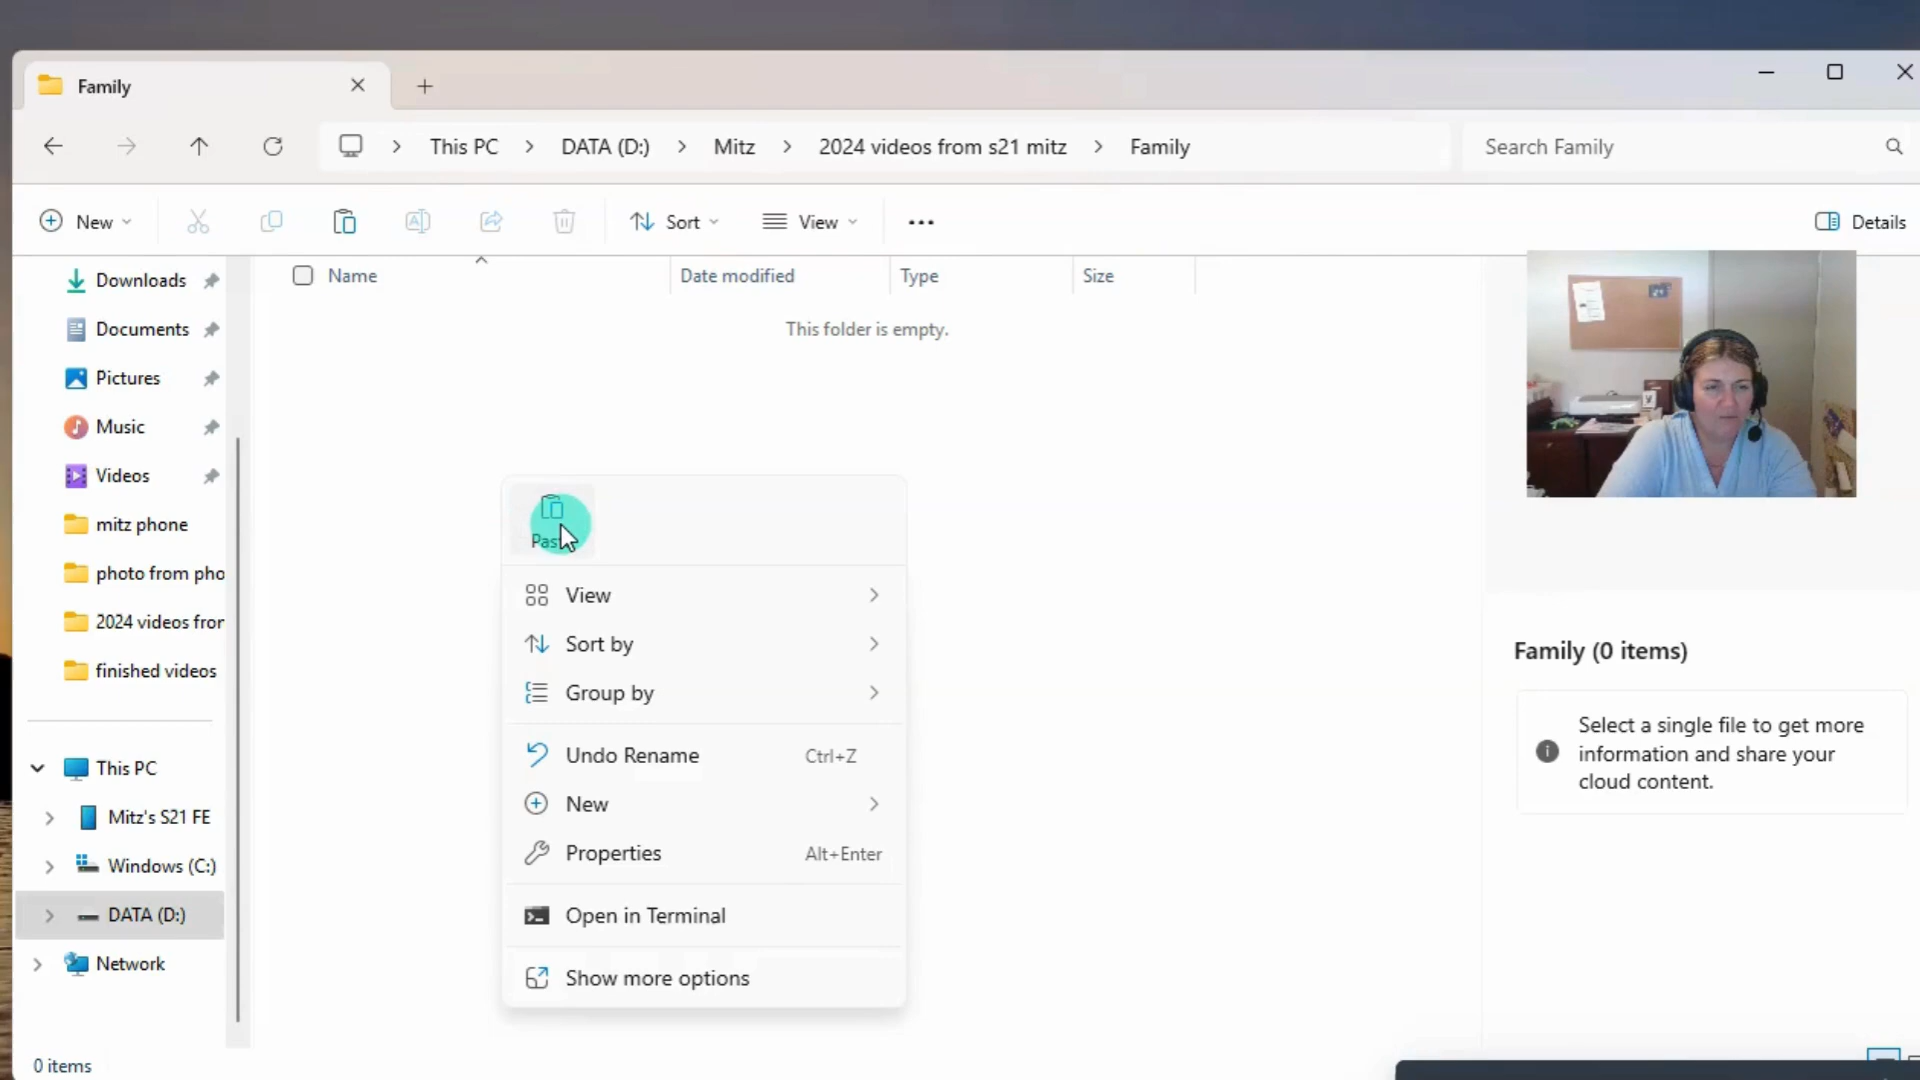 Family
This PC
DATA (D:)
Mitz
2024 videos from s21 mitz
Family
Search Family
New
Sort
View
Details
Name
Date modified
Type
Size
This folder is empty.
Downloads
Documents
Pictures
Music
Videos
mitz phone
photo from pho
2024 videos fror
finished videos
This PC
Mitz's S21 FE
Windows (C:)
DATA (D:)
Network
View
Sort by
Group by
Undo Rename Ctrl+Z
New
Properties Alt+Enter
Open in Terminal
Show more options
Family (0 items)
Select a single file to get more
information and share your
cloud content.
0 items